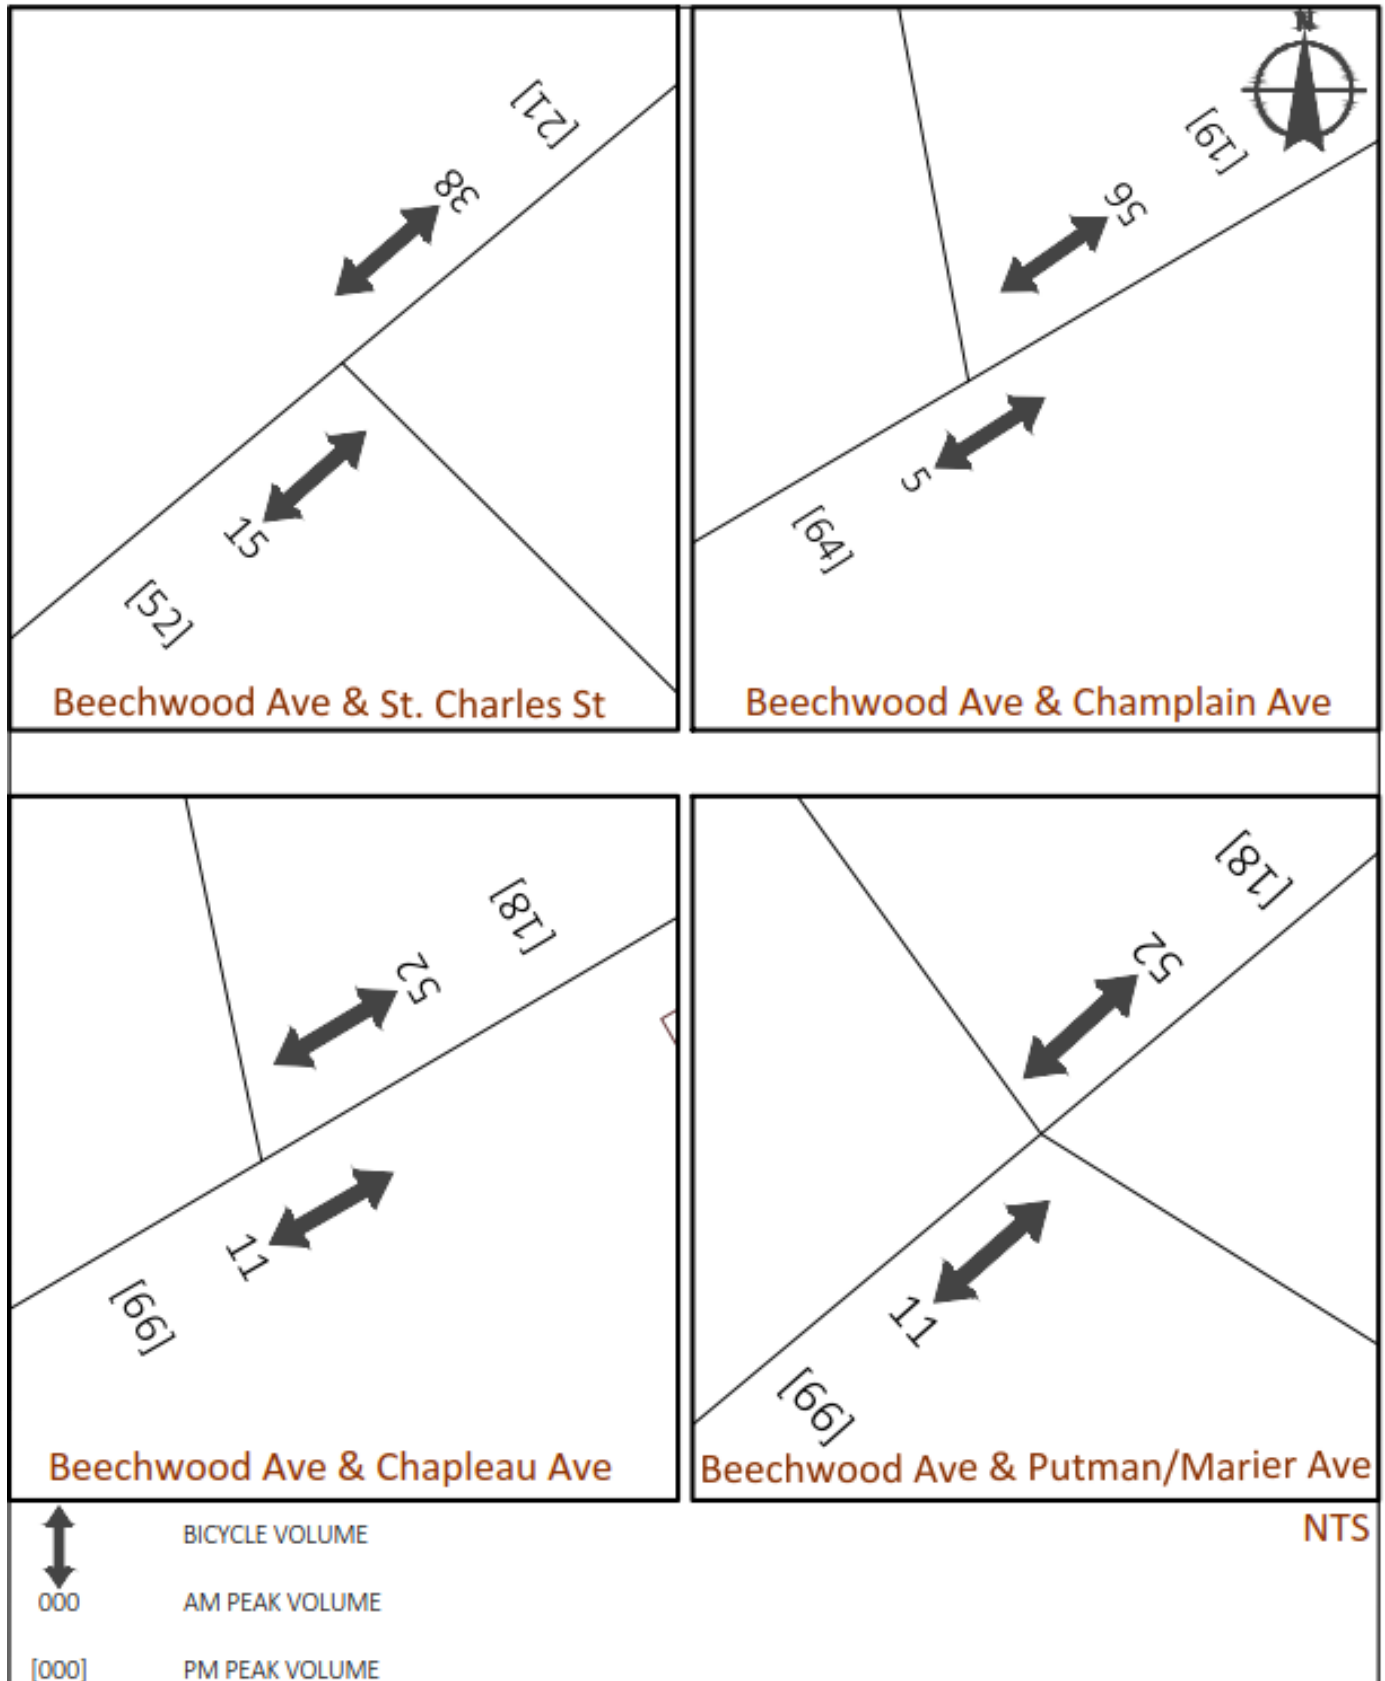 N
[21]
38
15
[52]
Beechwood Ave & St. Charles St
[19]
56
5
[64]
Beechwood Ave & Champlain Ave
[18]
52
11
[99]
Beechwood Ave & Chapleau Ave
[18]
52
11
[99]
Beechwood Ave & Putman/Marier Ave
NTS
BICYCLE VOLUME
000 AM PEAK VOLUME
[000] PM PEAK VOLUME